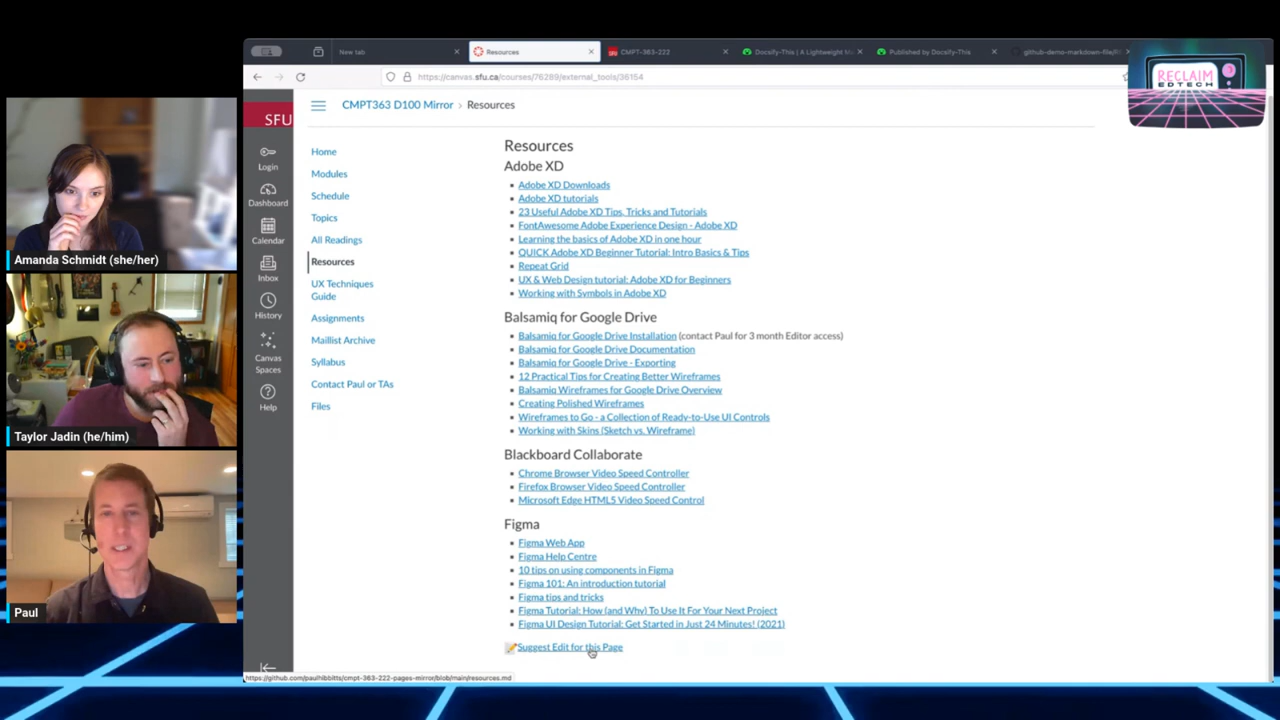 New tab
Resources
CMPT-363-222
Docsify-This | A Lightweight M
Published by Docsify-This
github-demo-markdown-file/R
https://canvas.sfu.ca/courses/76289/external_tools/36154
RECLAIM
EDTECH
SFU
CMPT363 D100 Mirror > Resources
Login
Dashboard
Calendar
Inbox
History
Canvas
Spaces
Help
Home
Modules
Schedule
Topics
All Readings
Resources
UX Techniques
Guide
Assignments
Maillist Archive
Syllabus
Contact Paul or TAs
Files
Resources
Adobe XD
Adobe XD Downloads
Adobe XD tutorials
23 Useful Adobe XD Tips, Tricks and Tutorials
FontAwesome Adobe Experience Design - Adobe XD
Learning the basics of Adobe XD in one hour
QUICK Adobe XD Beginner Tutorial: Intro Basics & Tips
Repeat Grid
UX & Web Design tutorial: Adobe XD for Beginners
Working with Symbols in Adobe XD
Balsamiq for Google Drive
Balsamiq for Google Drive Installation (contact Paul for 3 month Editor access)
Balsamiq for Google Drive Documentation
Balsamiq for Google Drive - Exporting
12 Practical Tips for Creating Better Wireframes
Balsamiq Wireframes for Google Drive Overview
Creating Polished Wireframes
Wireframes to Go - a Collection of Ready-to-Use UI Controls
Working with Skins (Sketch vs. Wireframe)
Blackboard Collaborate
Chrome Browser Video Speed Controller
Firefox Browser Video Speed Controller
Microsoft Edge HTML5 Video Speed Control
Figma
Figma Web App
Figma Help Centre
10 tips on using components in Figma
Figma 101: An introduction tutorial
Figma tips and tricks
Figma Tutorial: How (and Why) To Use It For Your Next Project
Figma UI Design Tutorial: Get Started in Just 24 Minutes! (2021)
Suggest Edit for this Page
https://github.com/paulhibbitts/cmpt-363-222-pages-mirror/blob/main/resources.md
Amanda Schmidt (she/her)
Taylor Jadin (he/him)
Paul